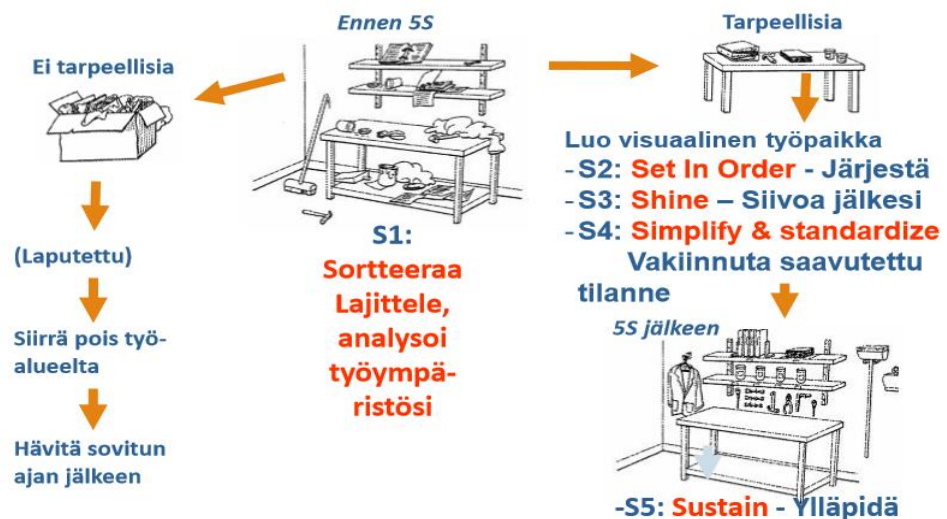 Ennen 5S
Tarpeellisia
Ei tarpeellisia
(Laputettu)
Siirrä pois työ-
alueelta
Hävitä sovitun
ajan jälkeen
S1:
Sortteeraa
Lajittele,
analysoi
työympä-
ristösi
Luo visuaalinen työpaikka
-S2: Set In Order - Järjestä
-S3: Shine – Siivoa jälkesi
-S4: Simplify & standardize
Vakiinnuta saavutettu
tilanne
5S jälkeen
-S5: Sustain - Ylläpidä